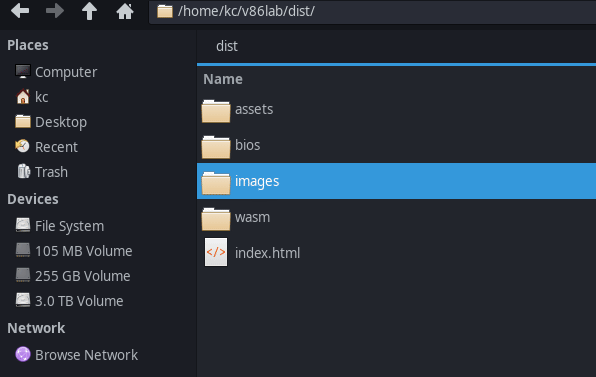 /home/kc/v86lab/dist/
Places
Computer
kc
Desktop
Recent
Trash
Devices
File System
105 MB Volume
255 GB Volume
3.0 TB Volume
Network
Browse Network
dist
Name
assets
bios
images
wasm
</> index.html